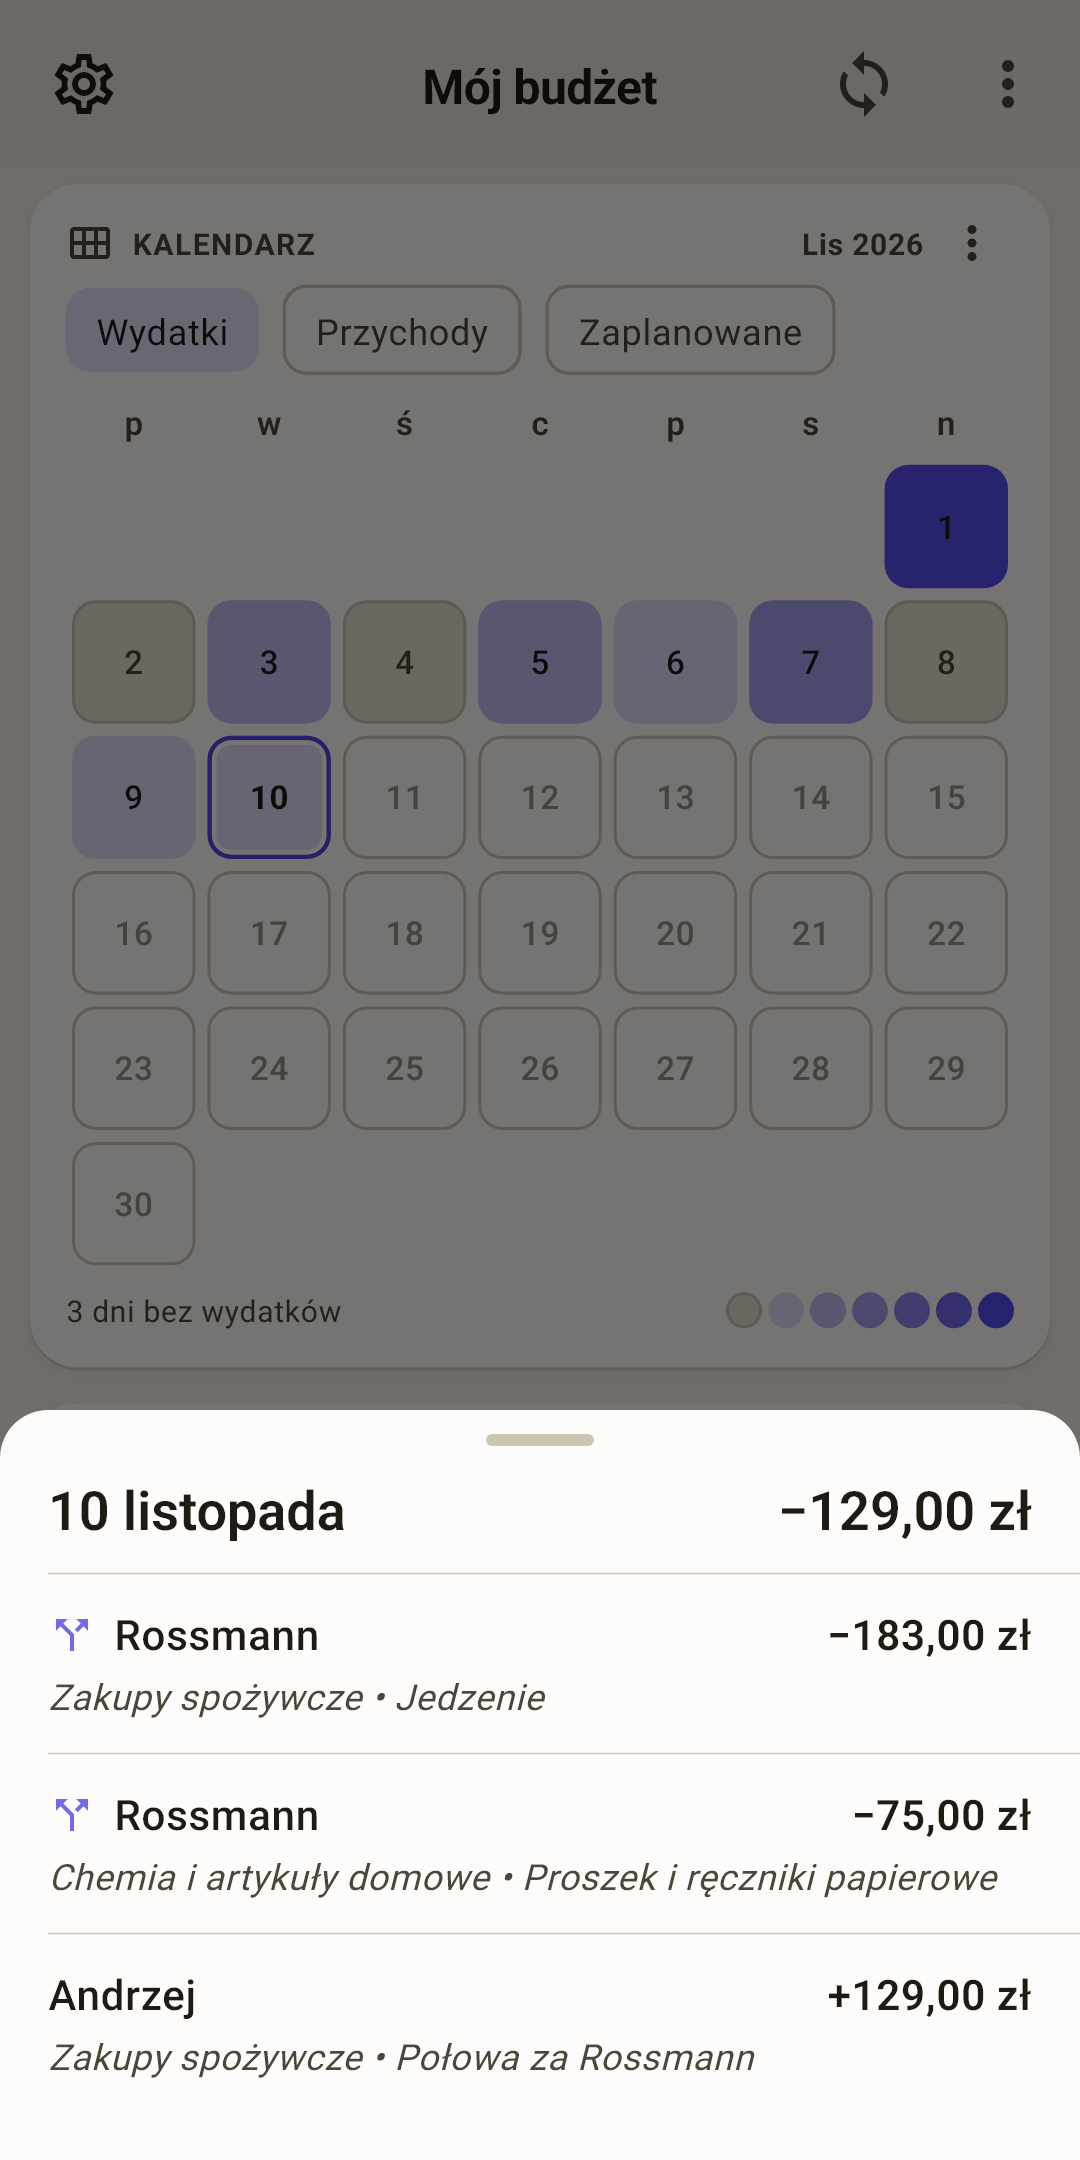 Mój budżet
KALENDARZ Lis 2026
Wydatki Przychody Zaplanowane
p w ś c p s n
1
2 3 4 5 6 7 8
9 10 11 12 13 14 15
16 17 18 19 20 21 22
23 24 25 26 27 28 29
30
3 dni bez wydatków
10 listopada −129,00 zł
Rossmann −183,00 zł
Zakupy spożywcze • Jedzenie
Rossmann −75,00 zł
Chemia i artykuły domowe • Proszek i ręczniki papierowe
Andrzej +129,00 zł
Zakupy spożywcze • Połowa za Rossmann